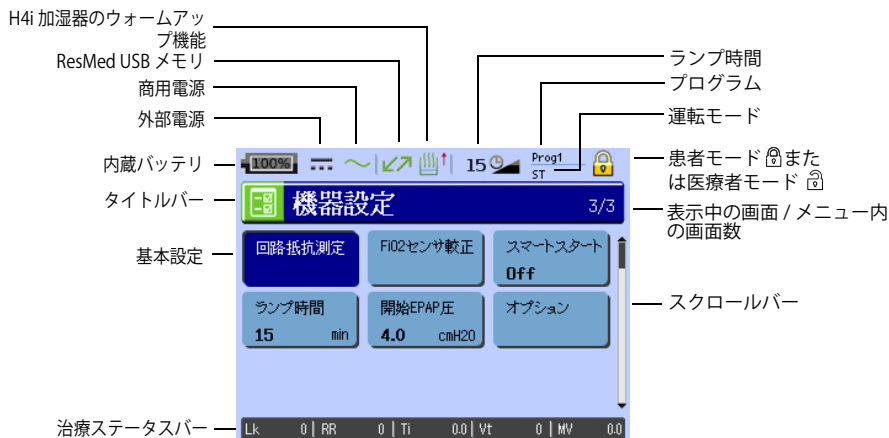 H4i 加湿器のウォームアッ
プ機能
ResMed USB メモリ
商用電源
外部電源
内蔵バッテリ
タイトルバー
基本設定
治療ステータスバー
ランプ時間
プログラム
運転モード
患者モード また
は医療者モード
表示中の画面 / メニュー内
の画面数
スクロールバー
100% 15 Prog1
ST
機器設定 3/3
回路抵抗測定 FiO2センサ較正 スマートスタート
Off
ランプ時間 開始EPAP圧 オプション
15 min 4.0 cmH2O
Lk 0 RR 0 Ti 0.0 Vt 0 MV 0.0